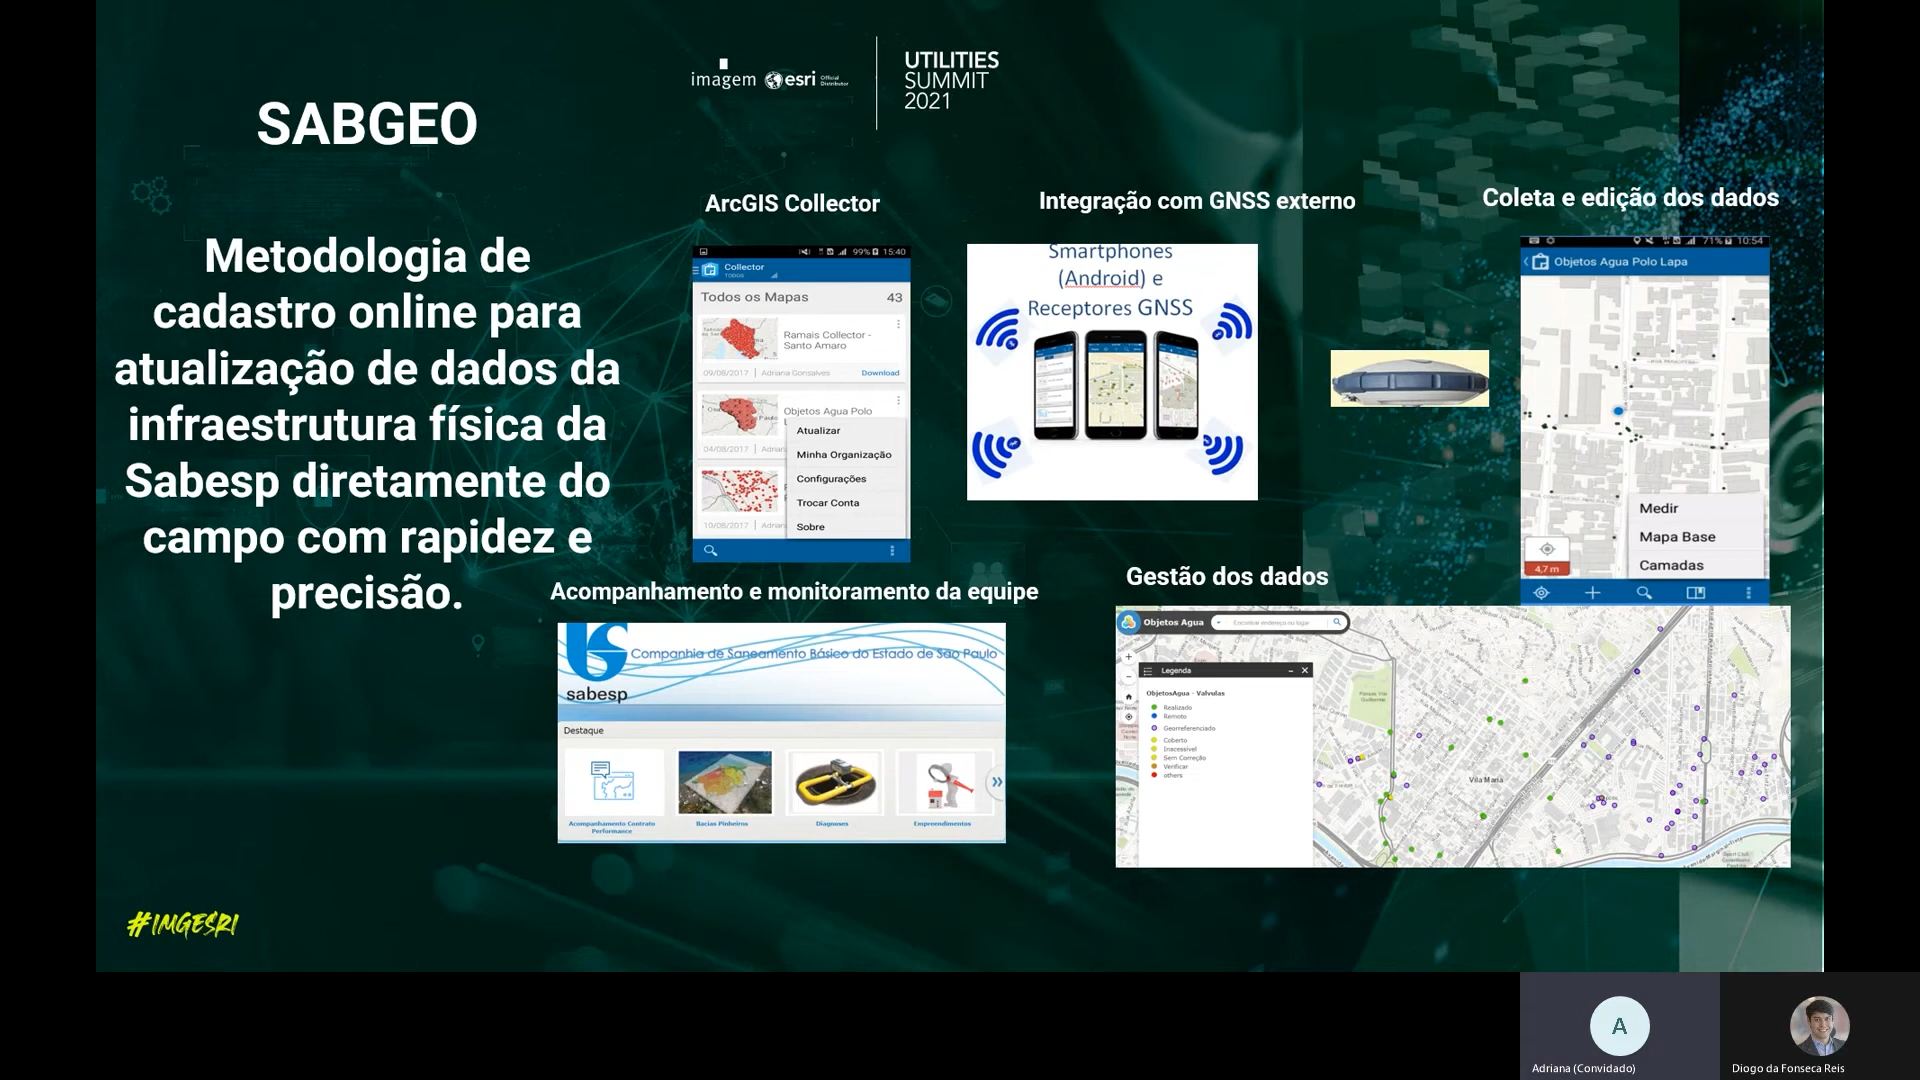 imagem esri Official Distributor
UTILITIES
SUMMIT
2021
SABGEO
Metodologia de
cadastro online para
atualização de dados da
infraestrutura física da
Sabesp diretamente do
campo com rapidez e
precisão.
ArcGIS Collector
99% 15:40
Collector
TODOS
Todos os Mapas 43
Ramais Collector -
Santo Amaro
09/08/2017 | Adriana Gonsalves Download
Objetos Agua Polo
04/08/2017 | Adrian
10/08/2017 | Adrian
Atualizar
Minha Organização
Configurações
Trocar Conta
Sobre
Integração com GNSS externo
Smartphones
(Android) e
Receptores GNSS
Coleta e edição dos dados
71% 10:54
Objetos Agua Polo Lapa
Medir
Mapa Base
Camadas
4,7 m
Acompanhamento e monitoramento da equipe
Companhia de Saneamento Básico do Estado de São Paulo
sabesp
Destaque
Acompanhamento Contrato
Performance
Bacias Pinheiros
Diagnoses
Empreendimentos
Gestão dos dados
Objetos Agua Encontrar endereço ou lugar
Legenda
ObjetosAgua - Valvulas
Realizado
Remoto
Georreferenciado
Coberto
Inacessível
Sem Correção
Verificar
others
Vila Maria
#IMGESRI
A
Adriana (Convidado)
Diogo da Fonseca Reis